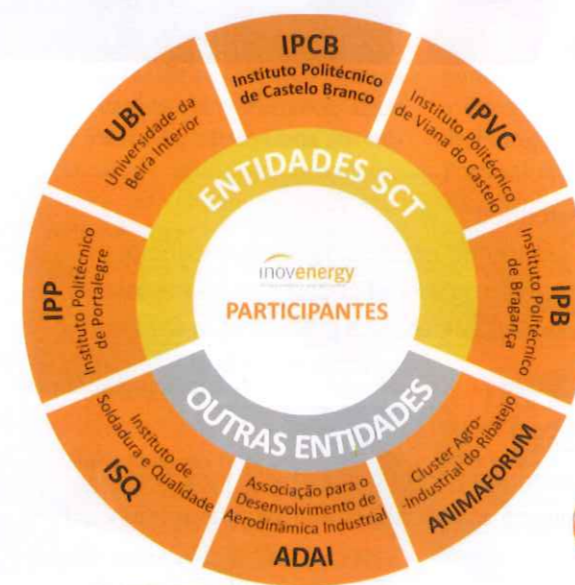 IPCB
Instituto Politécnico
de Castelo Branco
IPVC
Instituto Politécnico
de Viana do Castelo
IPB
Instituto Politécnico
de Bragança
Cluster Agro-
-Industrial do Ribatejo
ANIMAFORUM
Associação para o
Desenvolvimento de
Aerodinâmica Industrial
ADAI
Instituto de
Soldadura e Qualidade
ISQ
IPP
Instituto Politécnico
de Portalegre
UBI
Universidade da
Beira Interior
ENTIDADES SCT
inovenergy
PARTICIPANTES
OUTRAS ENTIDADES